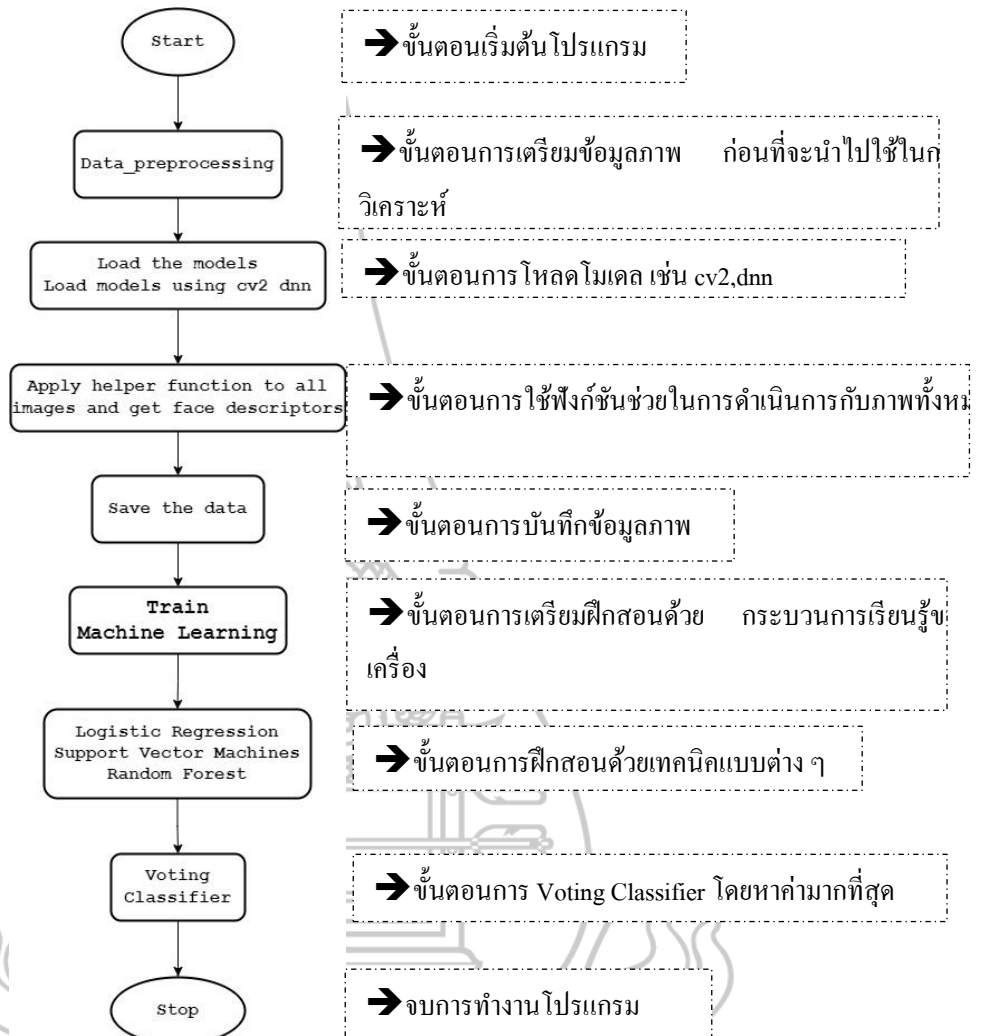 Start
➔ขั้นตอนเริ่มต้นโปรแกรม
Data_preprocessing
➔ขั้นตอนการเตรียมข้อมูลภาพ ก่อนที่จะนำไปใช้ในก
วิเคราะห์
Load the models
Load models using cv2 dnn
➔ขั้นตอนการโหลดโมเดล เช่น cv2,dnn
Apply helper function to all
images and get face descriptors
➔ขั้นตอนการใช้ฟังก์ชันช่วยในการดำเนินการกับภาพทั้งหม
Save the data
➔ขั้นตอนการบันทึกข้อมูลภาพ
Train
Machine Learning
➔ขั้นตอนการเตรียมฝึกสอนด้วย กระบวนการเรียนรู้ข
เครื่อง
Logistic Regression
Support Vector Machines
Random Forest
➔ขั้นตอนการฝึกสอนด้วยเทคนิคแบบต่าง ๆ
Voting
Classifier
➔ขั้นตอนการ Voting Classifier โดยหาค่ามากที่สุด
Stop
➔จบการทำงานโปรแกรม